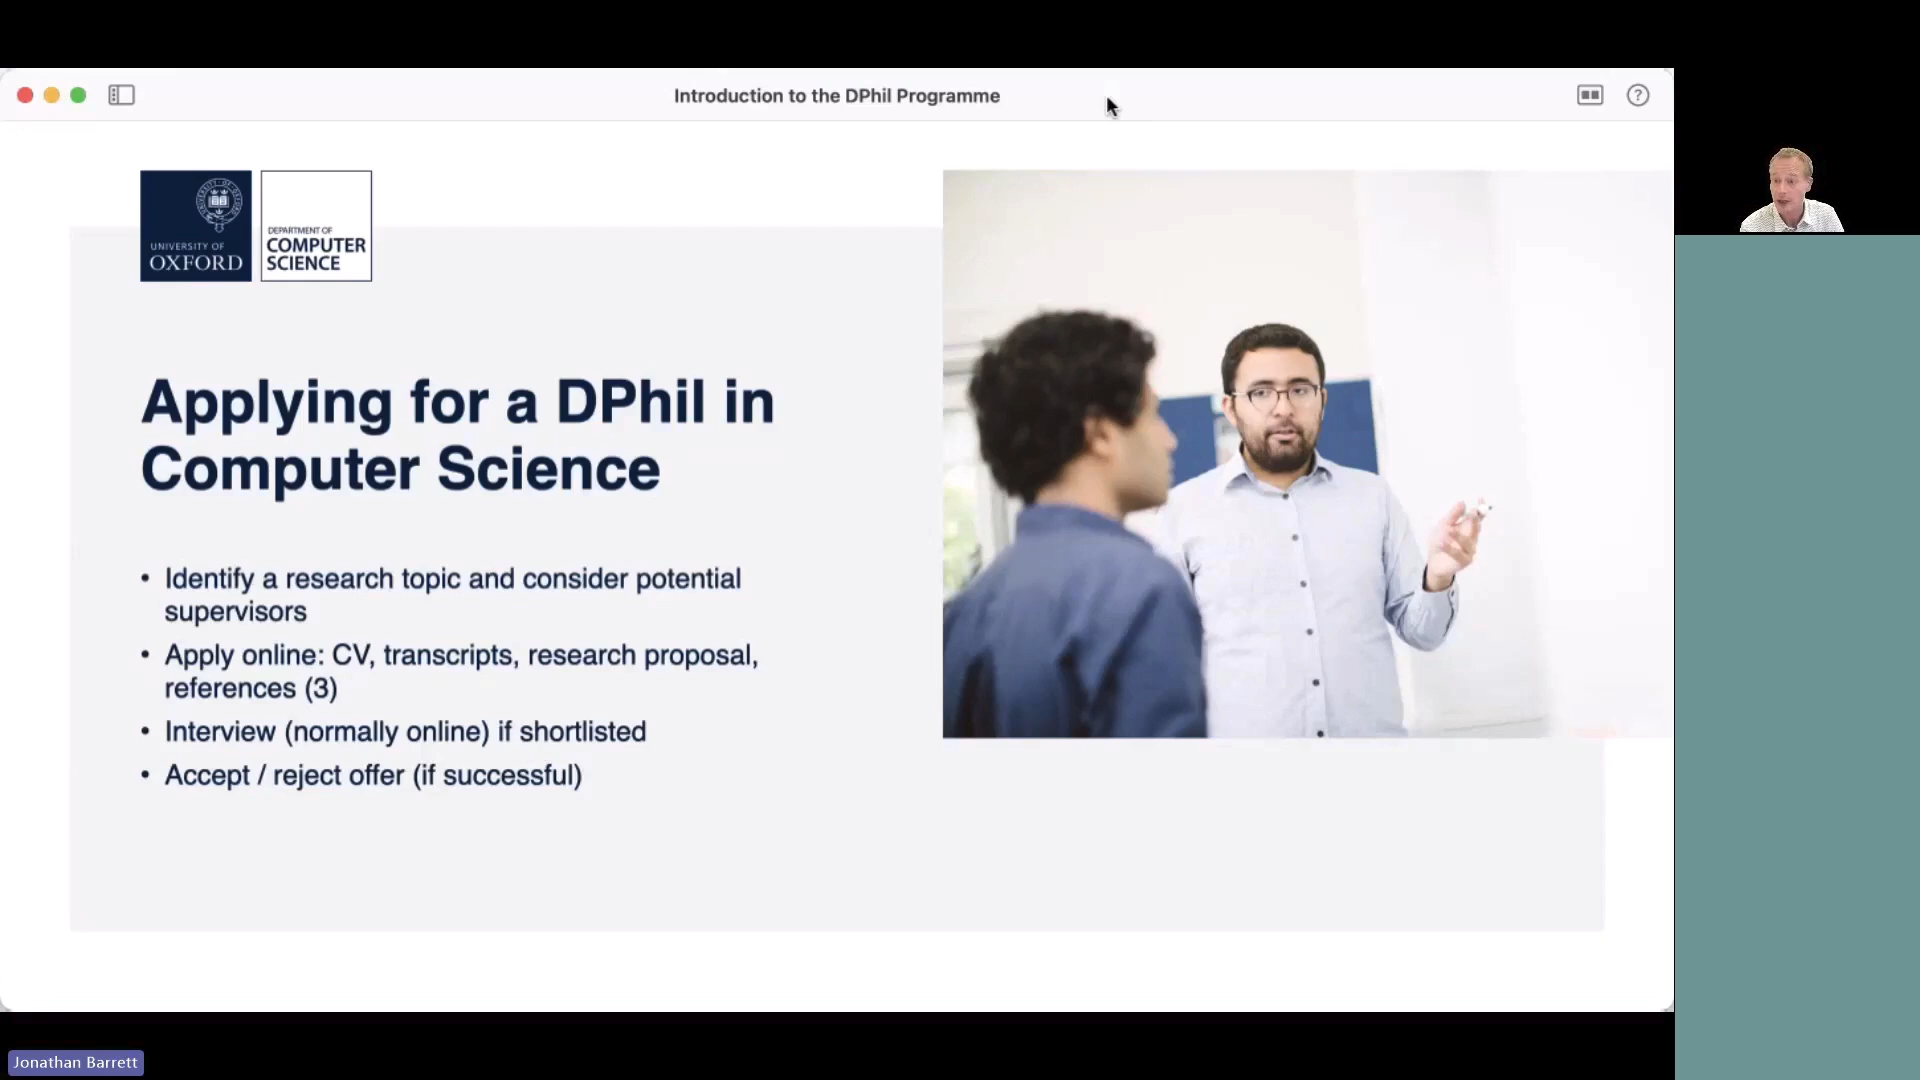 Introduction to the DPhil Programme
UNIVERSITY OF
OXFORD
DEPARTMENT OF
COMPUTER
SCIENCE
Applying for a DPhil in
Computer Science
• Identify a research topic and consider potential
supervisors
• Apply online: CV, transcripts, research proposal,
references (3)
• Interview (normally online) if shortlisted
• Accept / reject offer (if successful)
Jonathan Barrett